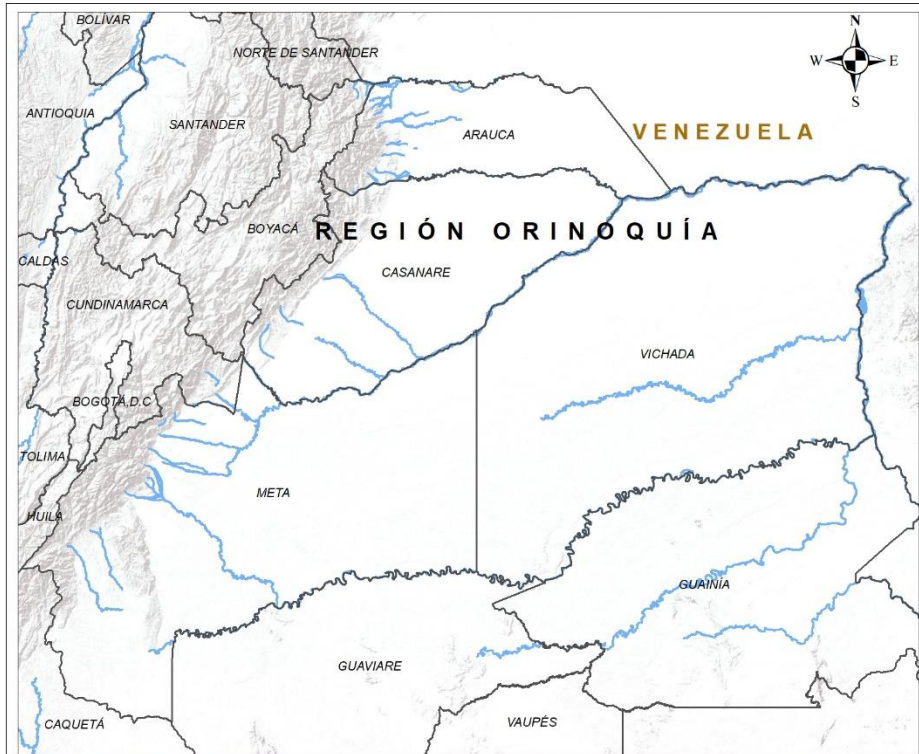 BOLÍVAR
N
NORTE DE SANTANDER
W E
S
ANTIOQUIA
SANTANDER
ARAUCA
VENEZUELA
BOYACÁ
REGIÓN ORINOQUÍA
CALDAS
CASANARE
CUNDINAMARCA
VICHADA
BOGOTÁ,D.C
TOLIMA
META
HUILA
GUAINÍA
GUAVIARE
CAQUETÁ
VAUPÉS